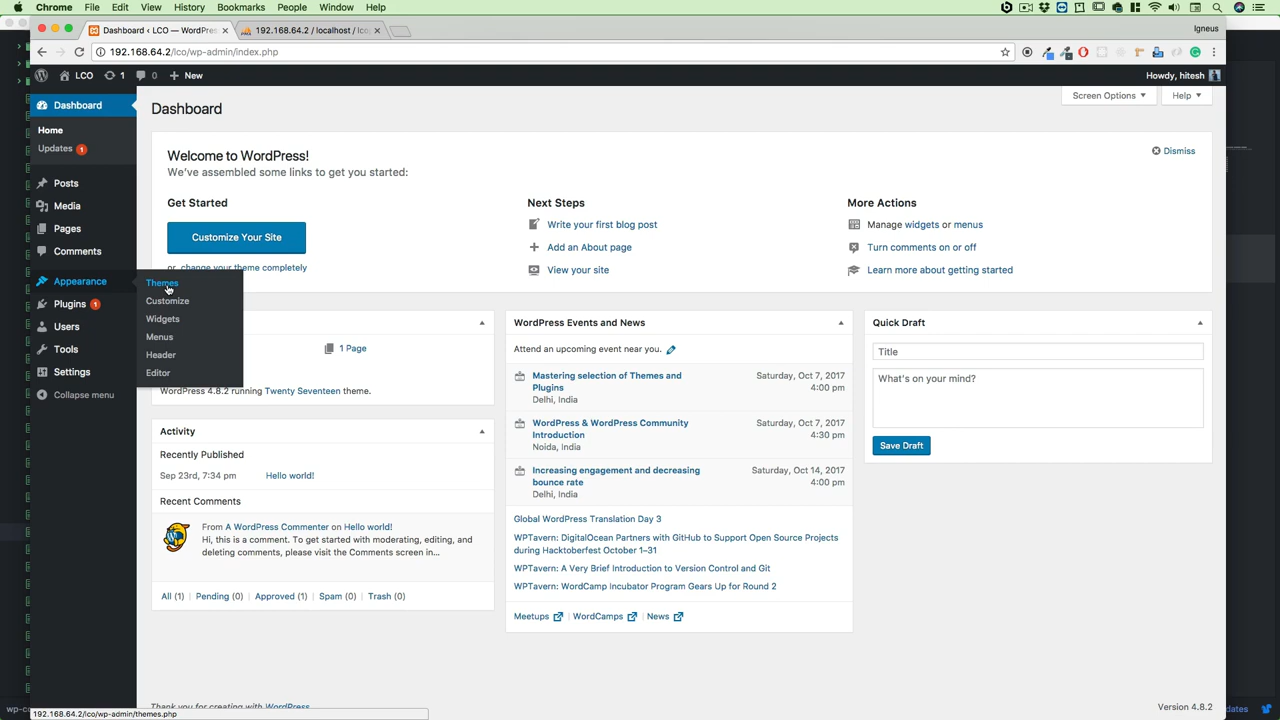 Chrome File Edit View History Bookmarks People Window Help
Dashboard ‹ LCO — WordPres
192.168.64.2 / localhost / lco
Igneus
192.168.64.2/lco/wp-admin/index.php
LCO 1 0 New
Howdy, hitesh
Dashboard
Home
Updates 1
Posts
Media
Pages
Comments
Appearance
Plugins 1
Users
Tools
Settings
Collapse menu
Themes
Customize
Widgets
Menus
Header
Editor
Dashboard
Screen Options
Help
Welcome to WordPress!
We've assembled some links to get you started:
Dismiss
Get Started
Customize Your Site
or, change your theme completely
Next Steps
Write your first blog post
Add an About page
View your site
More Actions
Manage widgets or menus
Turn comments on or off
Learn more about getting started
1 Page
WordPress 4.8.2 running Twenty Seventeen theme.
Activity
Recently Published
Sep 23rd, 7:34 pm Hello world!
Recent Comments
From A WordPress Commenter on Hello world!
Hi, this is a comment. To get started with moderating, editing, and
deleting comments, please visit the Comments screen in…
All (1) | Pending (0) | Approved (1) | Spam (0) | Trash (0)
WordPress Events and News
Attend an upcoming event near you.
Mastering selection of Themes and
Plugins
Delhi, India
Saturday, Oct 7, 2017
4:00 pm
WordPress & WordPress Community
Introduction
Noida, India
Saturday, Oct 7, 2017
4:30 pm
Increasing engagement and decreasing
bounce rate
Delhi, India
Saturday, Oct 14, 2017
4:00 pm
Global WordPress Translation Day 3
WPTavern: DigitalOcean Partners with GitHub to Support Open Source Projects
during Hacktoberfest October 1–31
WPTavern: A Very Brief Introduction to Version Control and Git
WPTavern: WordCamp Incubator Program Gears Up for Round 2
Meetups | WordCamps | News
Quick Draft
Title
What's on your mind?
Save Draft
Thank you for creating with WordPress.
Version 4.8.2
192.168.64.2/lco/wp-admin/themes.php
wp-c
dates